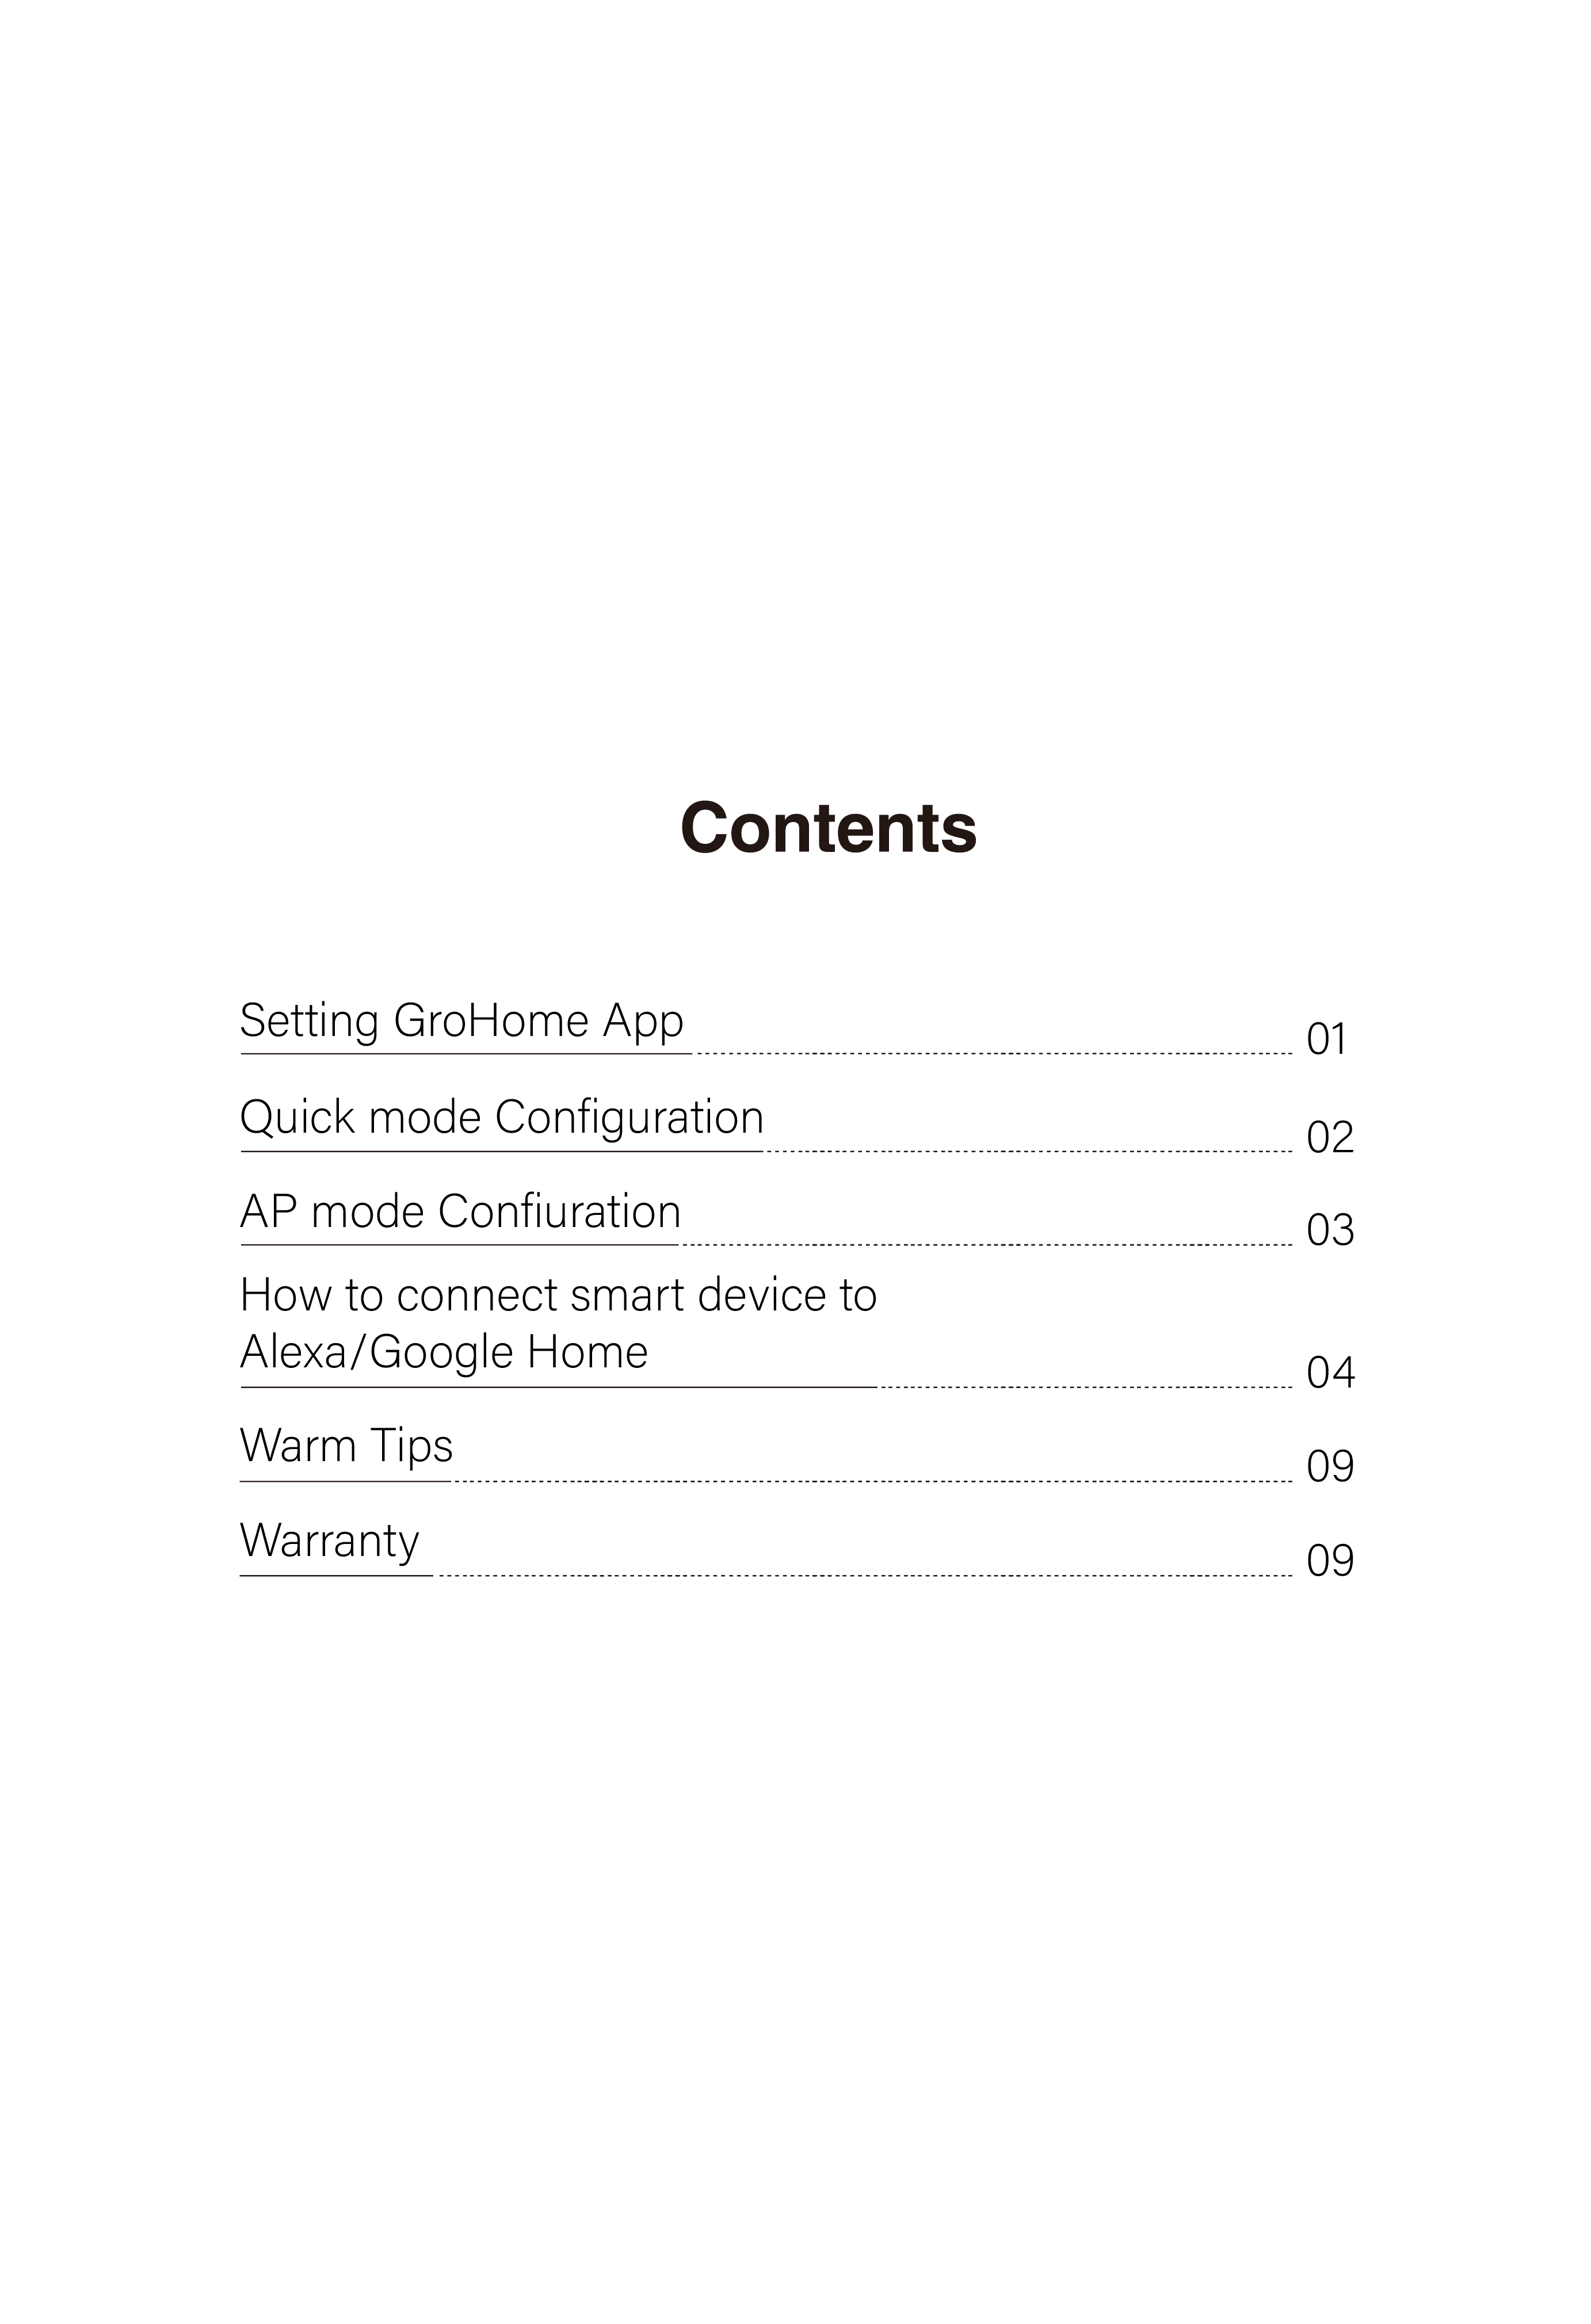 Contents
Setting GroHome App 01
Quick mode Configuration 02
AP mode Confiuration 03
How to connect smart device to
Alexa/Google Home 04
Warm Tips 09
Warranty 09